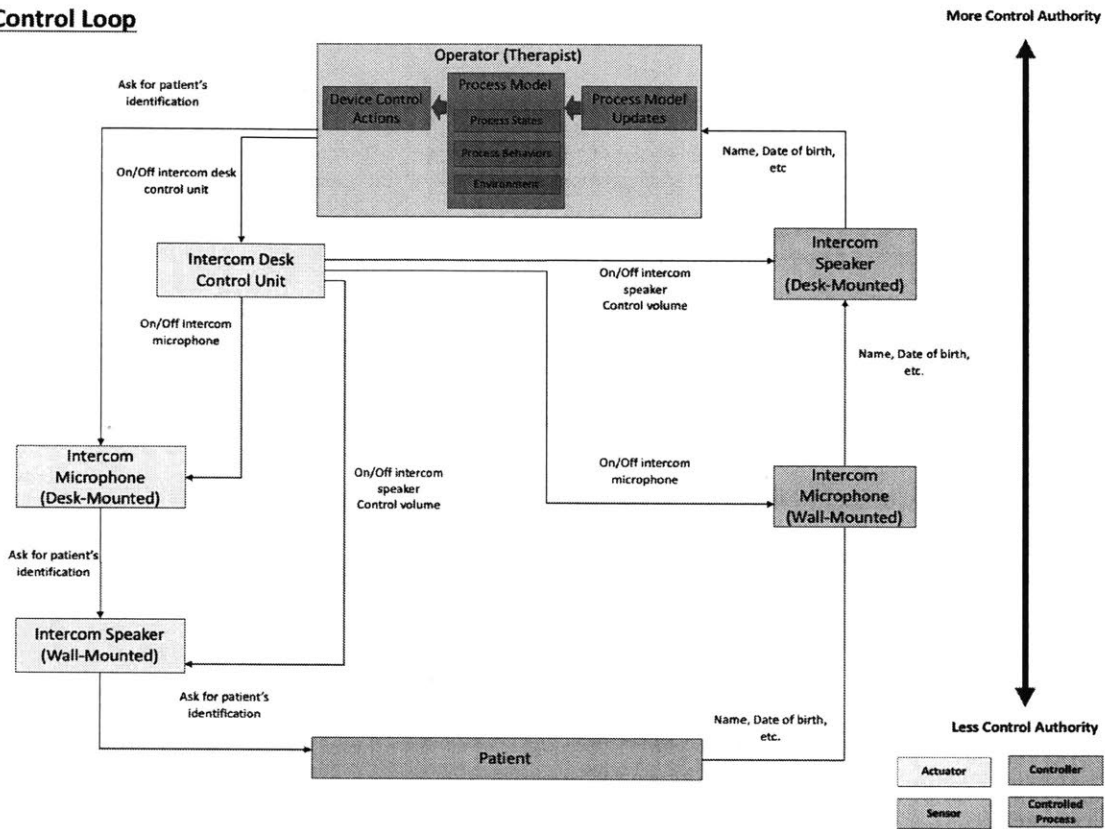 Control Loop
More Control Authority
Operator (Therapist)
Process Model
Device Control
Actions
Process States
Process Behaviors
Environment
Process Model
Updates
Ask for patient's
identification
On/Off intercom desk
control unit
Name, Date of birth,
etc
Intercom Desk
Control Unit
Intercom
Speaker
(Desk-Mounted)
On/Off intercom
speaker
Control volume
On/Off intercom
microphone
Name, Date of birth,
etc.
Intercom
Microphone
(Desk-Mounted)
On/Off intercom
speaker
Control volume
On/Off intercom
microphone
Intercom
Microphone
(Wall-Mounted)
Ask for patient's
identification
Intercom Speaker
(Wall-Mounted)
Ask for patient's
identification
Name, Date of birth,
etc.
Less Control Authority
Patient
Actuator
Controller
Sensor
Controlled
Process